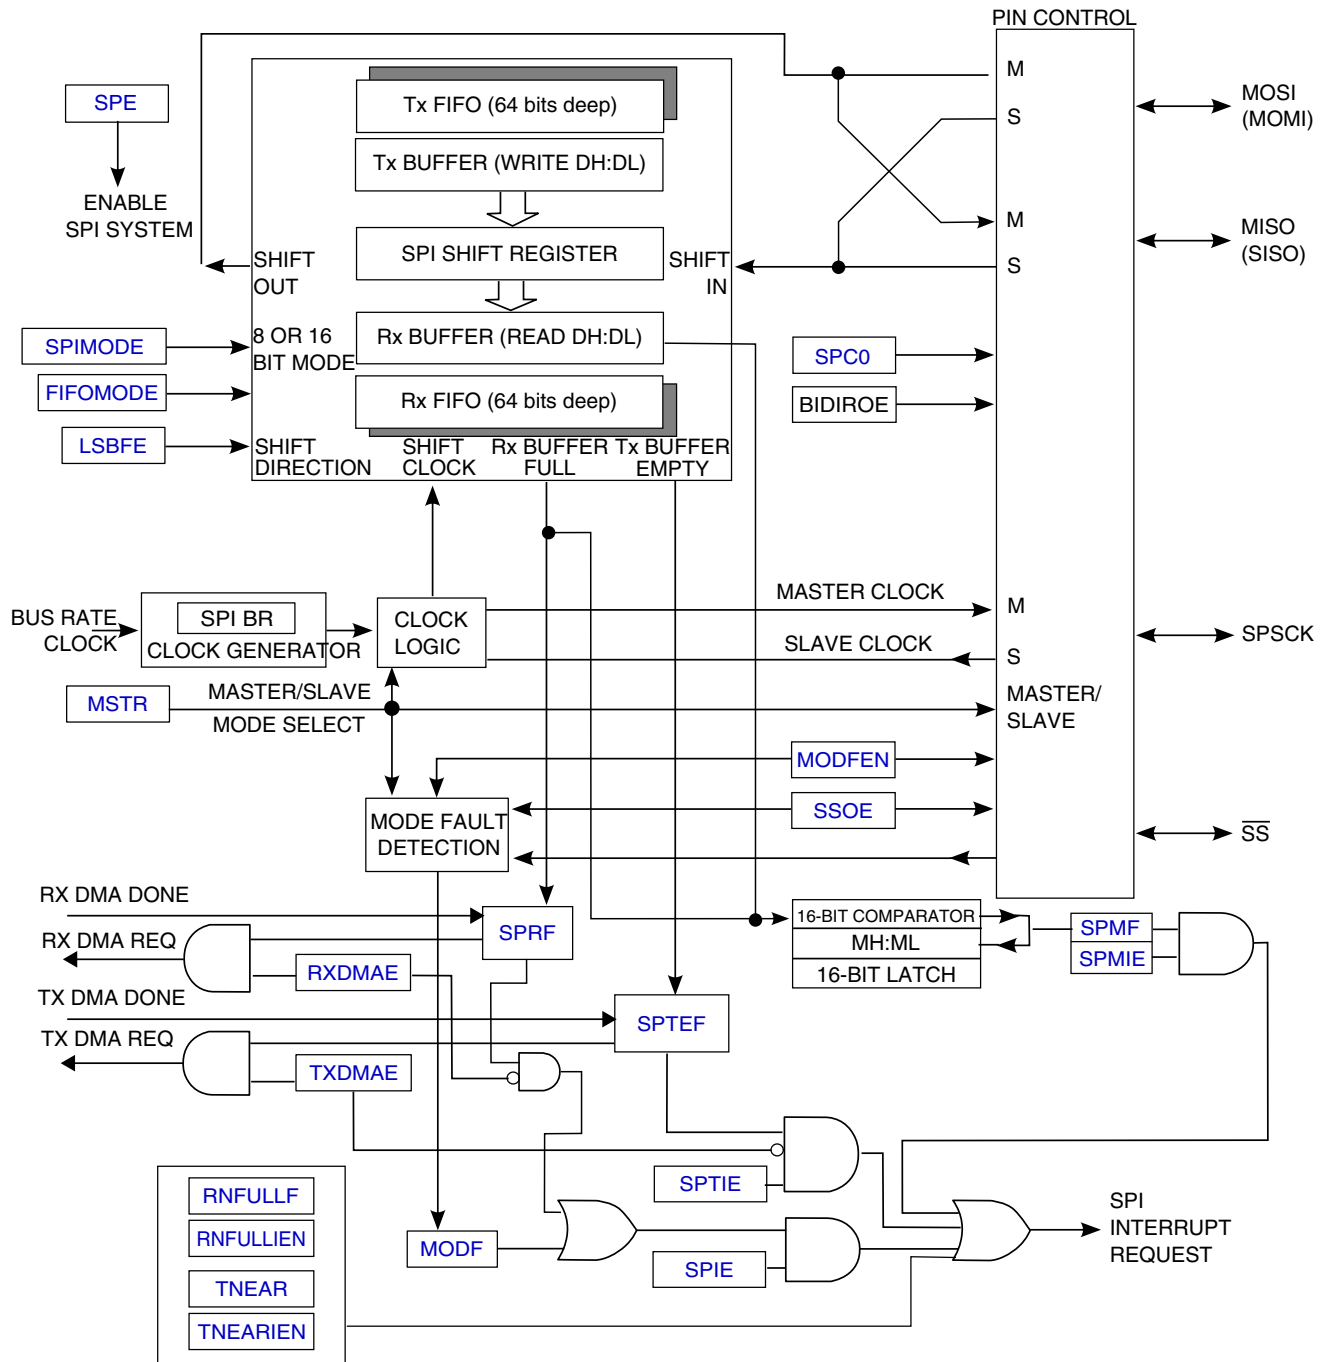 PIN CONTROL
M
S
M
S
MOSI
(MOMI)
MISO
(SISO)
SPE
ENABLE
SPI SYSTEM
Tx FIFO (64 bits deep)
Tx BUFFER (WRITE DH:DL)
SPI SHIFT REGISTER
SHIFT
OUT
SHIFT
IN
Rx BUFFER (READ DH:DL)
8 OR 16
BIT MODE
Rx FIFO (64 bits deep)
SPIMODE
FIFOMODE
LSBFE
SHIFT
DIRECTION
SHIFT
CLOCK
Rx BUFFER
FULL
Tx BUFFER
EMPTY
SPC0
BIDIROE
BUS RATE
CLOCK
SPI BR
CLOCK GENERATOR
CLOCK
LOGIC
MASTER CLOCK
M
SLAVE CLOCK
S
SPSCK
MSTR
MASTER/SLAVE
MODE SELECT
MASTER/
SLAVE
MODFEN
SSOE
MODE FAULT
DETECTION
SS
RX DMA DONE
RX DMA REQ
SPRF
RXDMAE
TX DMA DONE
TX DMA REQ
SPTEF
TXDMAE
16-BIT COMPARATOR
MH:ML
16-BIT LATCH
SPMF
SPMIE
RNFULLF
RNFULLIEN
TNEAR
TNEARIEN
MODF
SPTIE
SPIE
SPI
INTERRUPT
REQUEST